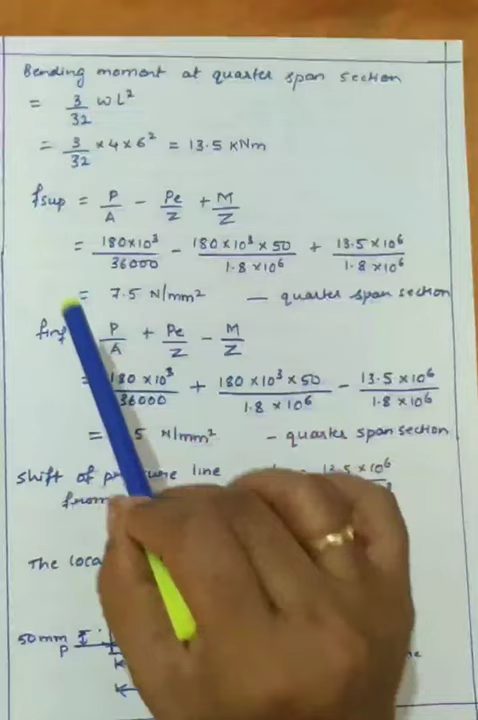 Bending moment at quarter span section
= 3/32 wL²
= 3/32 × 4 × 6² = 13.5 kNm
fsup = P/A - Pe/Z + M/Z
= 180×10³/36000 - 180×10³×50/1.8×10⁶ + 13.5×10⁶/1.8×10⁶
= 7.5 N/mm² — quarter span section
P/A + Pe/Z - M/Z
= 180×10³/36000 + 180×10³×50/1.8×10⁶ - 13.5×10⁶/1.8×10⁶
= 5 N/mm² - quarter span section
shift of line 13.5×10⁶
from
The
50mm
P